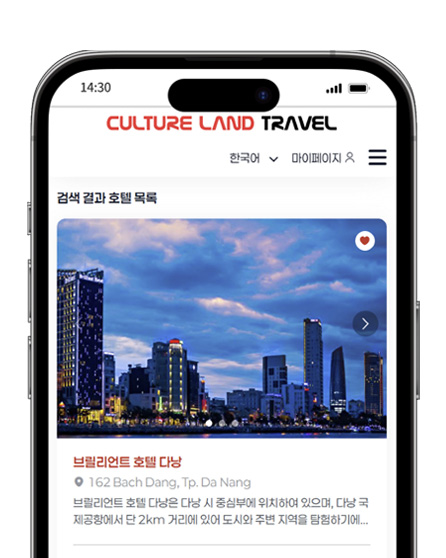 14:30
CULTURE LAND TRAVEL
한국어 마이페이지
검색 결과 호텔 목록
브릴리언트 호텔 다낭
162 Bach Dang, Tp. Da Nang
브릴리언트 호텔 다낭은 다낭 시 중심부에 위치하여 있으며, 다낭 국
제공항에서 단 2km 거리에 있어 도시와 주변 지역을 탐험하기에...